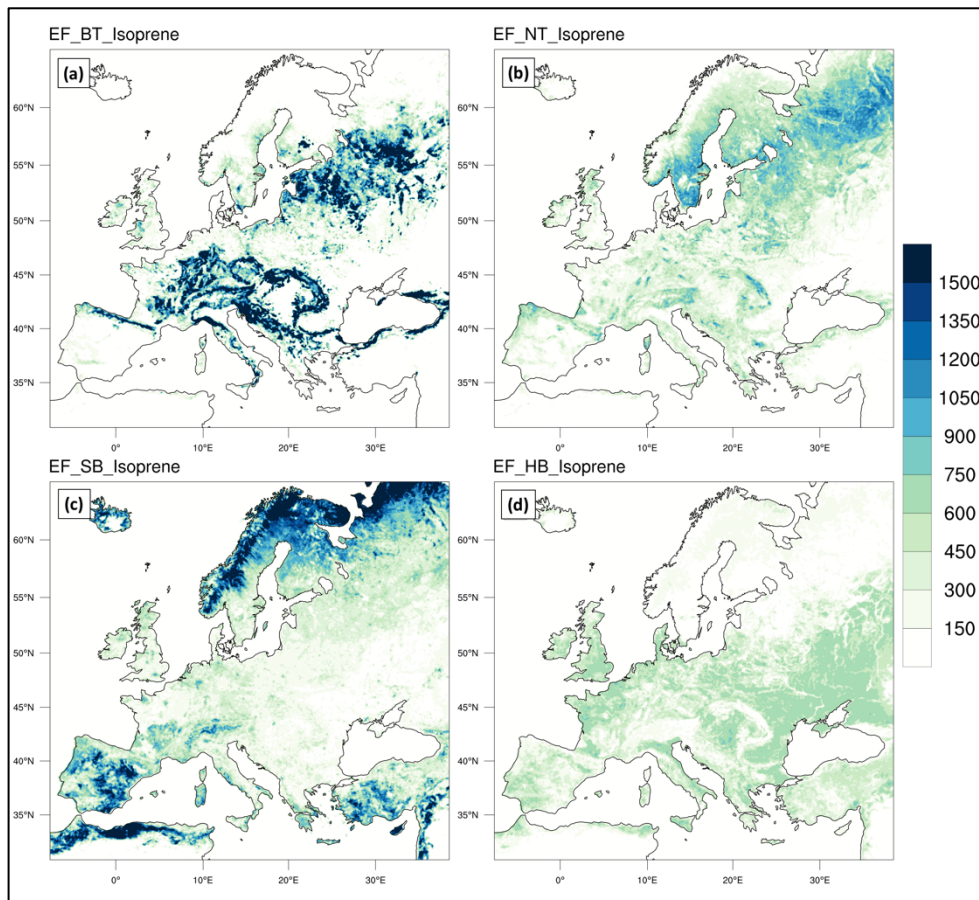 EF_BT_Isoprene
(a)
60°N
55°N
50°N
45°N
40°N
35°N
0°
10°E
20°E
30°E
EF_NT_Isoprene
(b)
60°N
55°N
50°N
45°N
40°N
35°N
0°
10°E
20°E
30°E
EF_SB_Isoprene
(c)
60°N
55°N
50°N
45°N
40°N
35°N
0°
10°E
20°E
30°E
EF_HB_Isoprene
(d)
60°N
55°N
50°N
45°N
40°N
35°N
0°
10°E
20°E
30°E
1500
1350
1200
1050
900
750
600
450
300
150